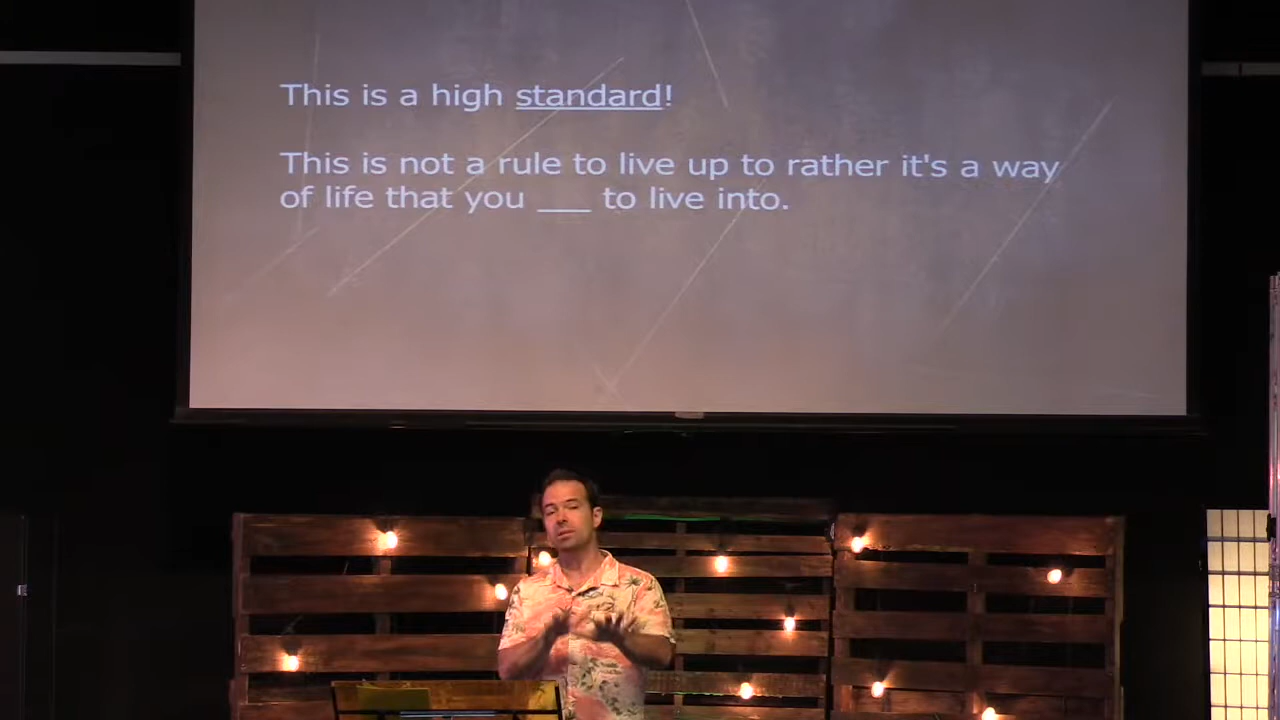 This is a high standard!
This is not a rule to live up to rather it's a way
of life that you ___ to live into.